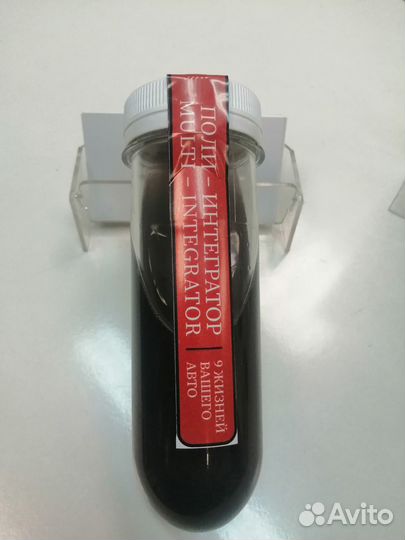 ПОЛИ - ИНТЕГРАТОР
MULTI - INTEGRATOR
9 ЖИЗНЕЙ
ВАШЕГО
АВТО
Avito